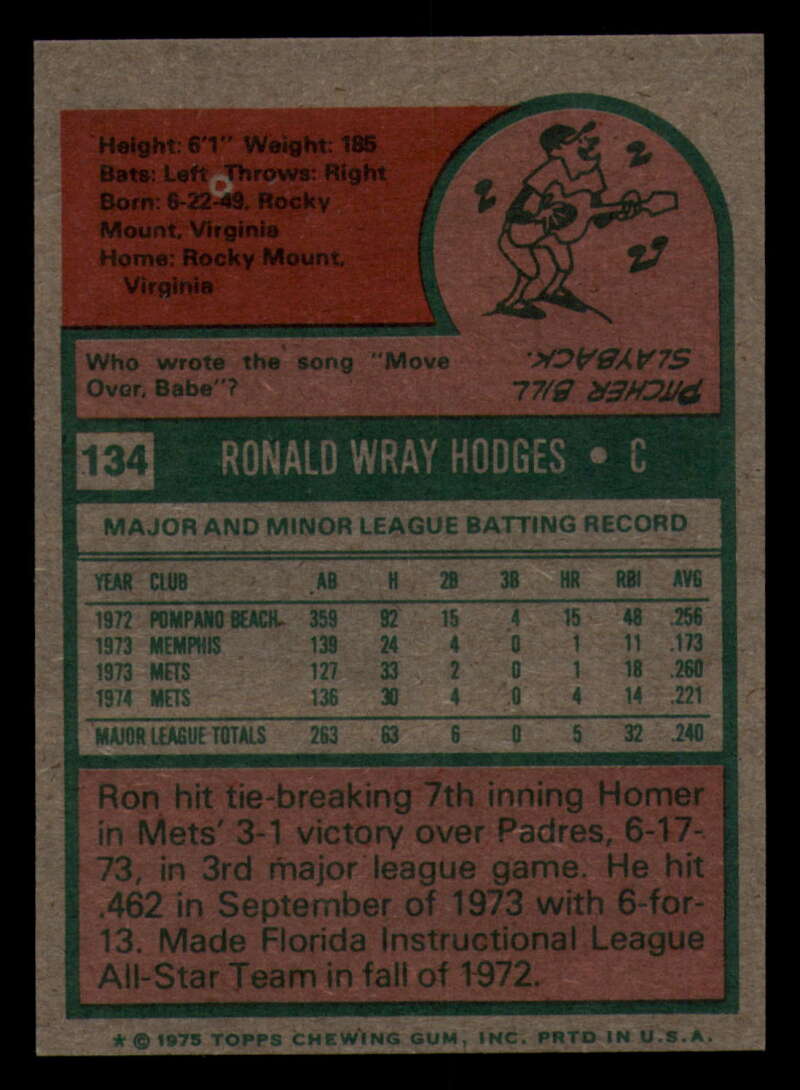 Height: 6'1" Weight: 185
Bats: Left Throws: Right
Born: 6-22-49, Rocky
Mount, Virginia
Home: Rocky Mount,
Virginia
Who wrote the song "Move
Over, Babe"?
PITCHER BILL
SLAYBACK.
134 RONALD WRAY HODGES • C
MAJOR AND MINOR LEAGUE BATTING RECORD
YEAR CLUB AB H 2B 3B HR RBI AVG
1972 POMPANO BEACH 359 92 15 4 15 48 .256
1973 MEMPHIS 139 24 4 0 1 11 .173
1973 METS 127 33 2 0 1 18 .260
1974 METS 136 30 4 0 4 14 .221
MAJOR LEAGUE TOTALS 263 63 6 0 5 32 .240
Ron hit tie-breaking 7th inning Homer
in Mets' 3-1 victory over Padres, 6-17-
73, in 3rd major league game. He hit
.462 in September of 1973 with 6-for-
13. Made Florida Instructional League
All-Star Team in fall of 1972.
* © 1975 TOPPS CHEWING GUM, INC. PRTD IN U.S.A.